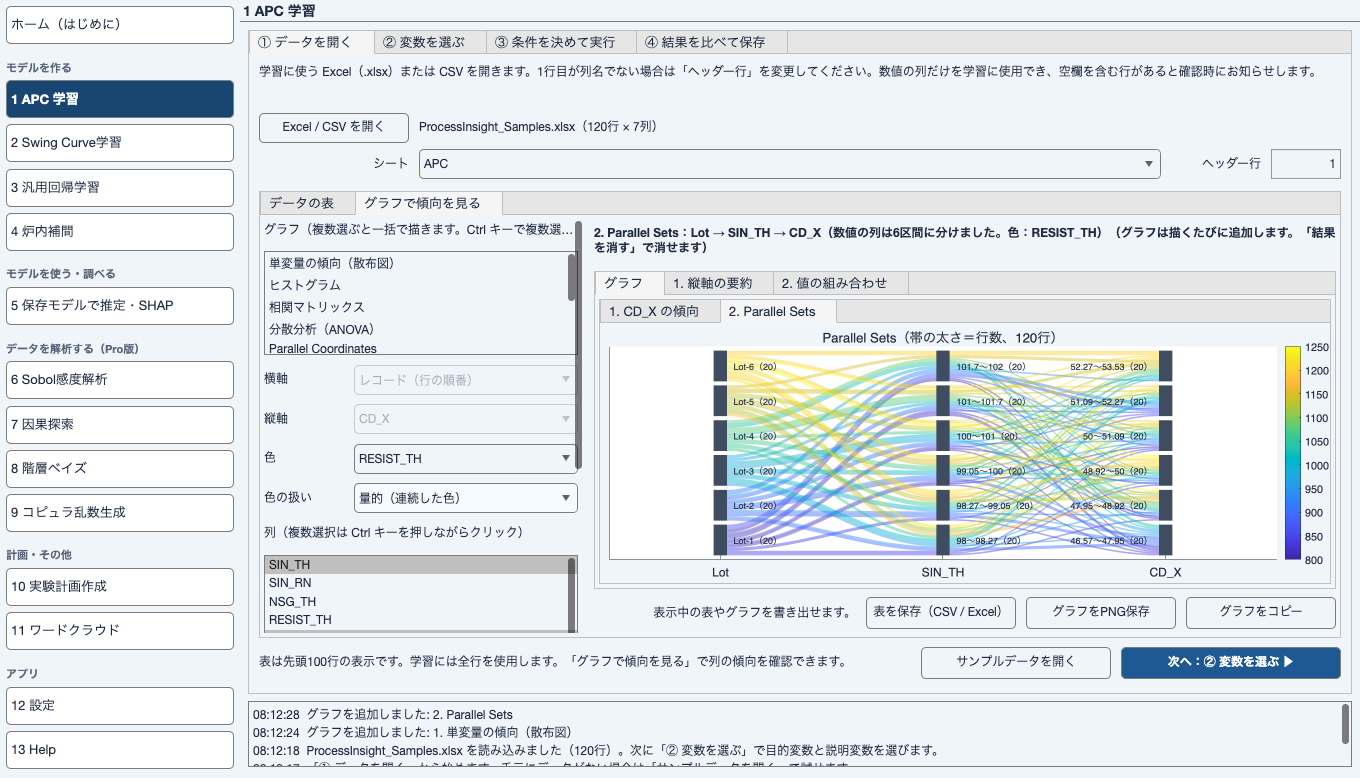 ホーム（はじめに）
モデルを作る
1 APC 学習
2 Swing Curve学習
3 汎用回帰学習
4 炉内補間
モデルを使う・調べる
5 保存モデルで推定・SHAP
データを解析する（Pro版）
6 Sobol感度解析
7 因果探索
8 階層ベイズ
9 コピュラ乱数生成
計画・その他
10 実験計画作成
11 ワードクラウド
アプリ
12 設定
13 Help
1 APC 学習
① データを開く
② 変数を選ぶ
③ 条件を決めて実行
④ 結果を比べて保存
学習に使う Excel（.xlsx）または CSV を開きます。1行目が列名でない場合は「ヘッダー行」を変更してください。数値の列だけを学習に使用でき、空欄を含む行があると確認時にお知らせします。
Excel / CSV を開く
ProcessInsight_Samples.xlsx（120行 × 7列）
シート
APC
ヘッダー行
1
データの表
グラフで傾向を見る
グラフ（複数選ぶと一括で描きます。Ctrl キーで複数選...
単変量の傾向（散布図）
ヒストグラム
相関マトリックス
分散分析（ANOVA）
Parallel Coordinates
横軸
レコード（行の順番）
縦軸
CD_X
色
RESIST_TH
色の扱い
量的（連続した色）
列（複数選択は Ctrl キーを押しながらクリック）
SIN_TH
SIN_RN
NSG_TH
RESIST_TH
2. Parallel Sets：Lot → SIN_TH → CD_X（数値の列は6区間に分けました。色：RESIST_TH）（グラフは描くたびに追加します。「結果
を消す」で消せます）
グラフ
1. 縦軸の要約
2. 値の組み合わせ
1. CD_X の傾向
2. Parallel Sets
Parallel Sets（帯の太さ＝行数、120行）
Lot-6（20）
101.7〜102（20）
52.27〜53.53（20）
Lot-5（20）
101〜101.7（20）
51.09〜52.27（20）
Lot-4（20）
100〜101（20）
50〜51.09（20）
Lot-3（20）
99.05〜100（20）
48.92〜50（20）
Lot-2（20）
98.27〜99.05（20）
47.95〜48.92（20）
Lot-1（20）
98〜98.27（20）
46.57〜47.95（20）
Lot
SIN_TH
CD_X
1250
1200
1150
1100
1050
1000
950
900
850
800
表示中の表やグラフを書き出せます。
表を保存（CSV / Excel）
グラフをPNG保存
グラフをコピー
表は先頭100行の表示です。学習には全行を使用します。「グラフで傾向を見る」で列の傾向を確認できます。
サンプルデータを開く
次へ：② 変数を選ぶ ▶
08:12:28 グラフを追加しました: 2. Parallel Sets
08:12:24 グラフを追加しました: 1. 単変量の傾向（散布図）
08:12:18 ProcessInsight_Samples.xlsx を読み込みました（120行）。次に「② 変数を選ぶ」で目的変数と説明変数を選びます。